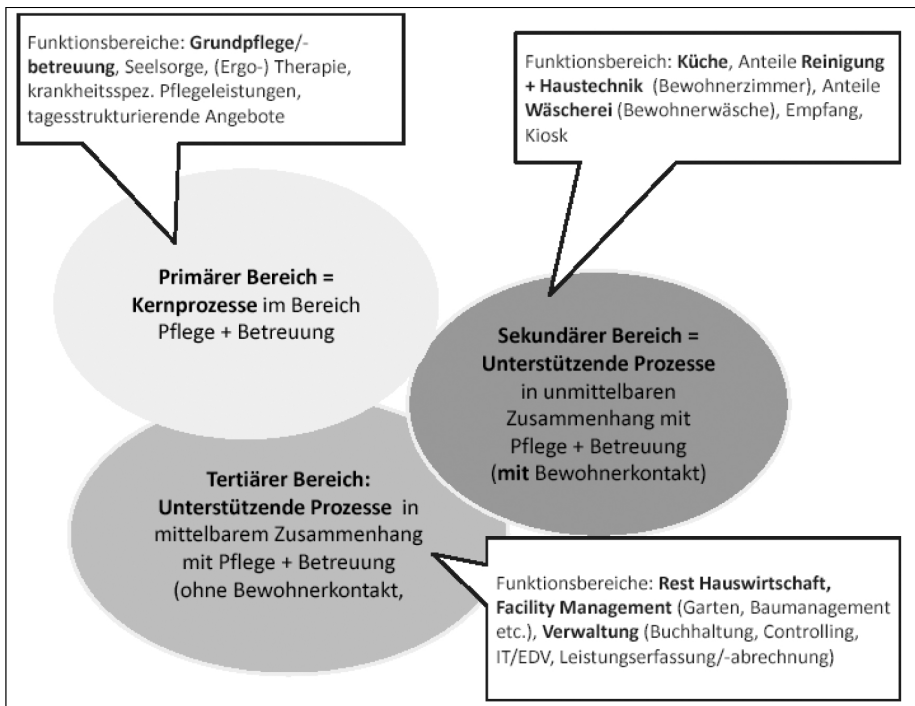 Funktionsbereiche: Grundpflege/-
betreuung, Seelsorge, (Ergo-) Therapie,
krankheitsspez. Pflegeleistungen,
tagesstrukturierende Angebote
Funktionsbereich: Küche, Anteile Reinigung
+ Haustechnik (Bewohnerzimmer), Anteile
Wäscherei (Bewohnerwäsche), Empfang,
Kiosk
Primärer Bereich =
Kernprozesse im Bereich
Pflege + Betreuung
Sekundärer Bereich =
Unterstützende Prozesse
in unmittelbaren
Zusammenhang mit
Pflege + Betreuung
(mit Bewohnerkontakt)
Tertiärer Bereich:
Unterstützende Prozesse in
mittelbarem Zusammenhang
mit Pflege + Betreuung
(ohne Bewohnerkontakt,
Funktionsbereiche: Rest Hauswirtschaft,
Facility Management (Garten, Baumanagement
etc.), Verwaltung (Buchhaltung, Controlling,
IT/EDV, Leistungserfassung/-abrechnung)